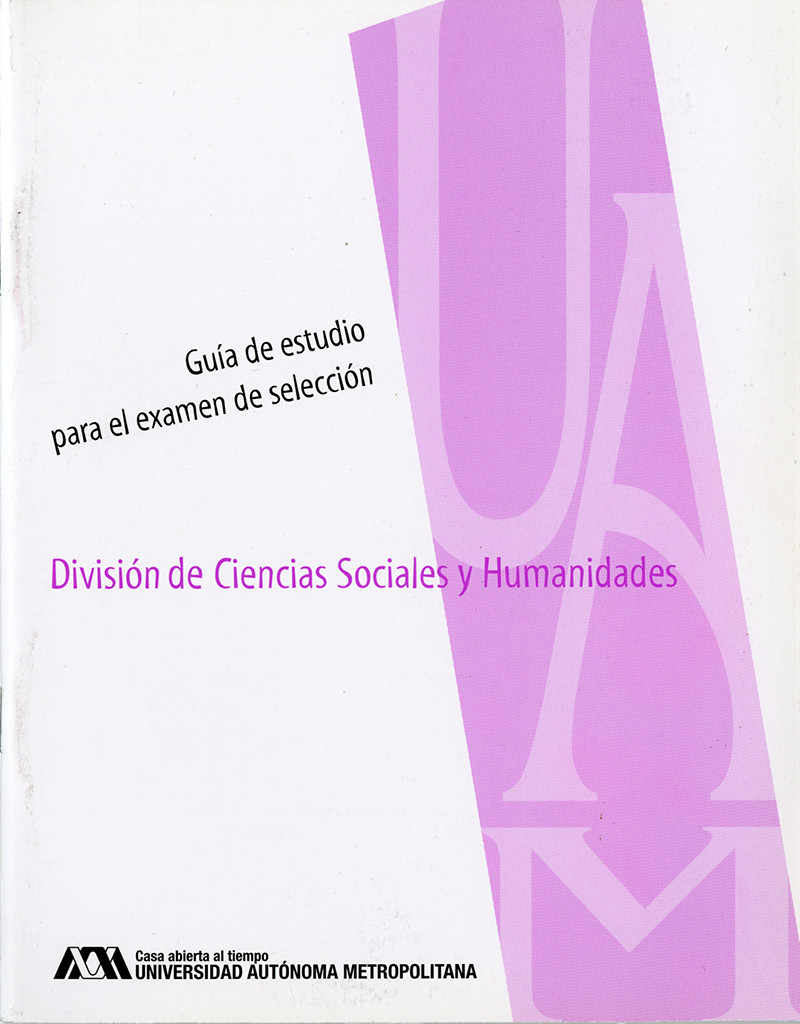 UAM
Guía de estudio
para el examen de selección
División de Ciencias Sociales y Humanidades
Casa abierta al tiempo
UNIVERSIDAD AUTÓNOMA METROPOLITANA